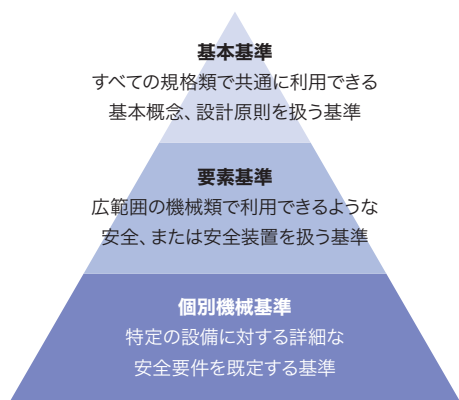 基本基準
すべての規格類で共通に利用できる
基本概念、設計原則を扱う基準
要素基準
広範囲の機械類で利用できるような
安全、または安全装置を扱う基準
個別機械基準
特定の設備に対する詳細な
安全要件を既定する基準